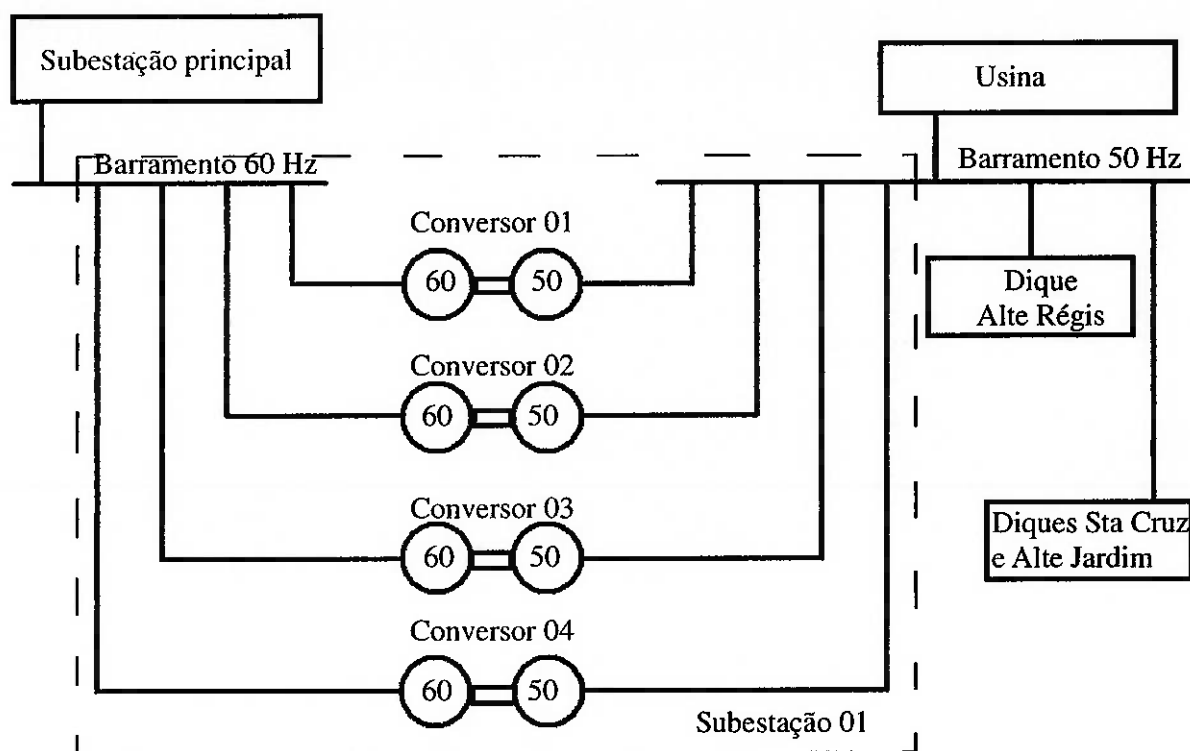 Subestação principal
Usina
Barramento 60 Hz
Barramento 50 Hz
Conversor 01
60
50
Dique
Alte Régis
Conversor 02
60
50
Conversor 03
60
50
Diques Sta Cruz
e Alte Jardim
Conversor 04
60
50
Subestação 01